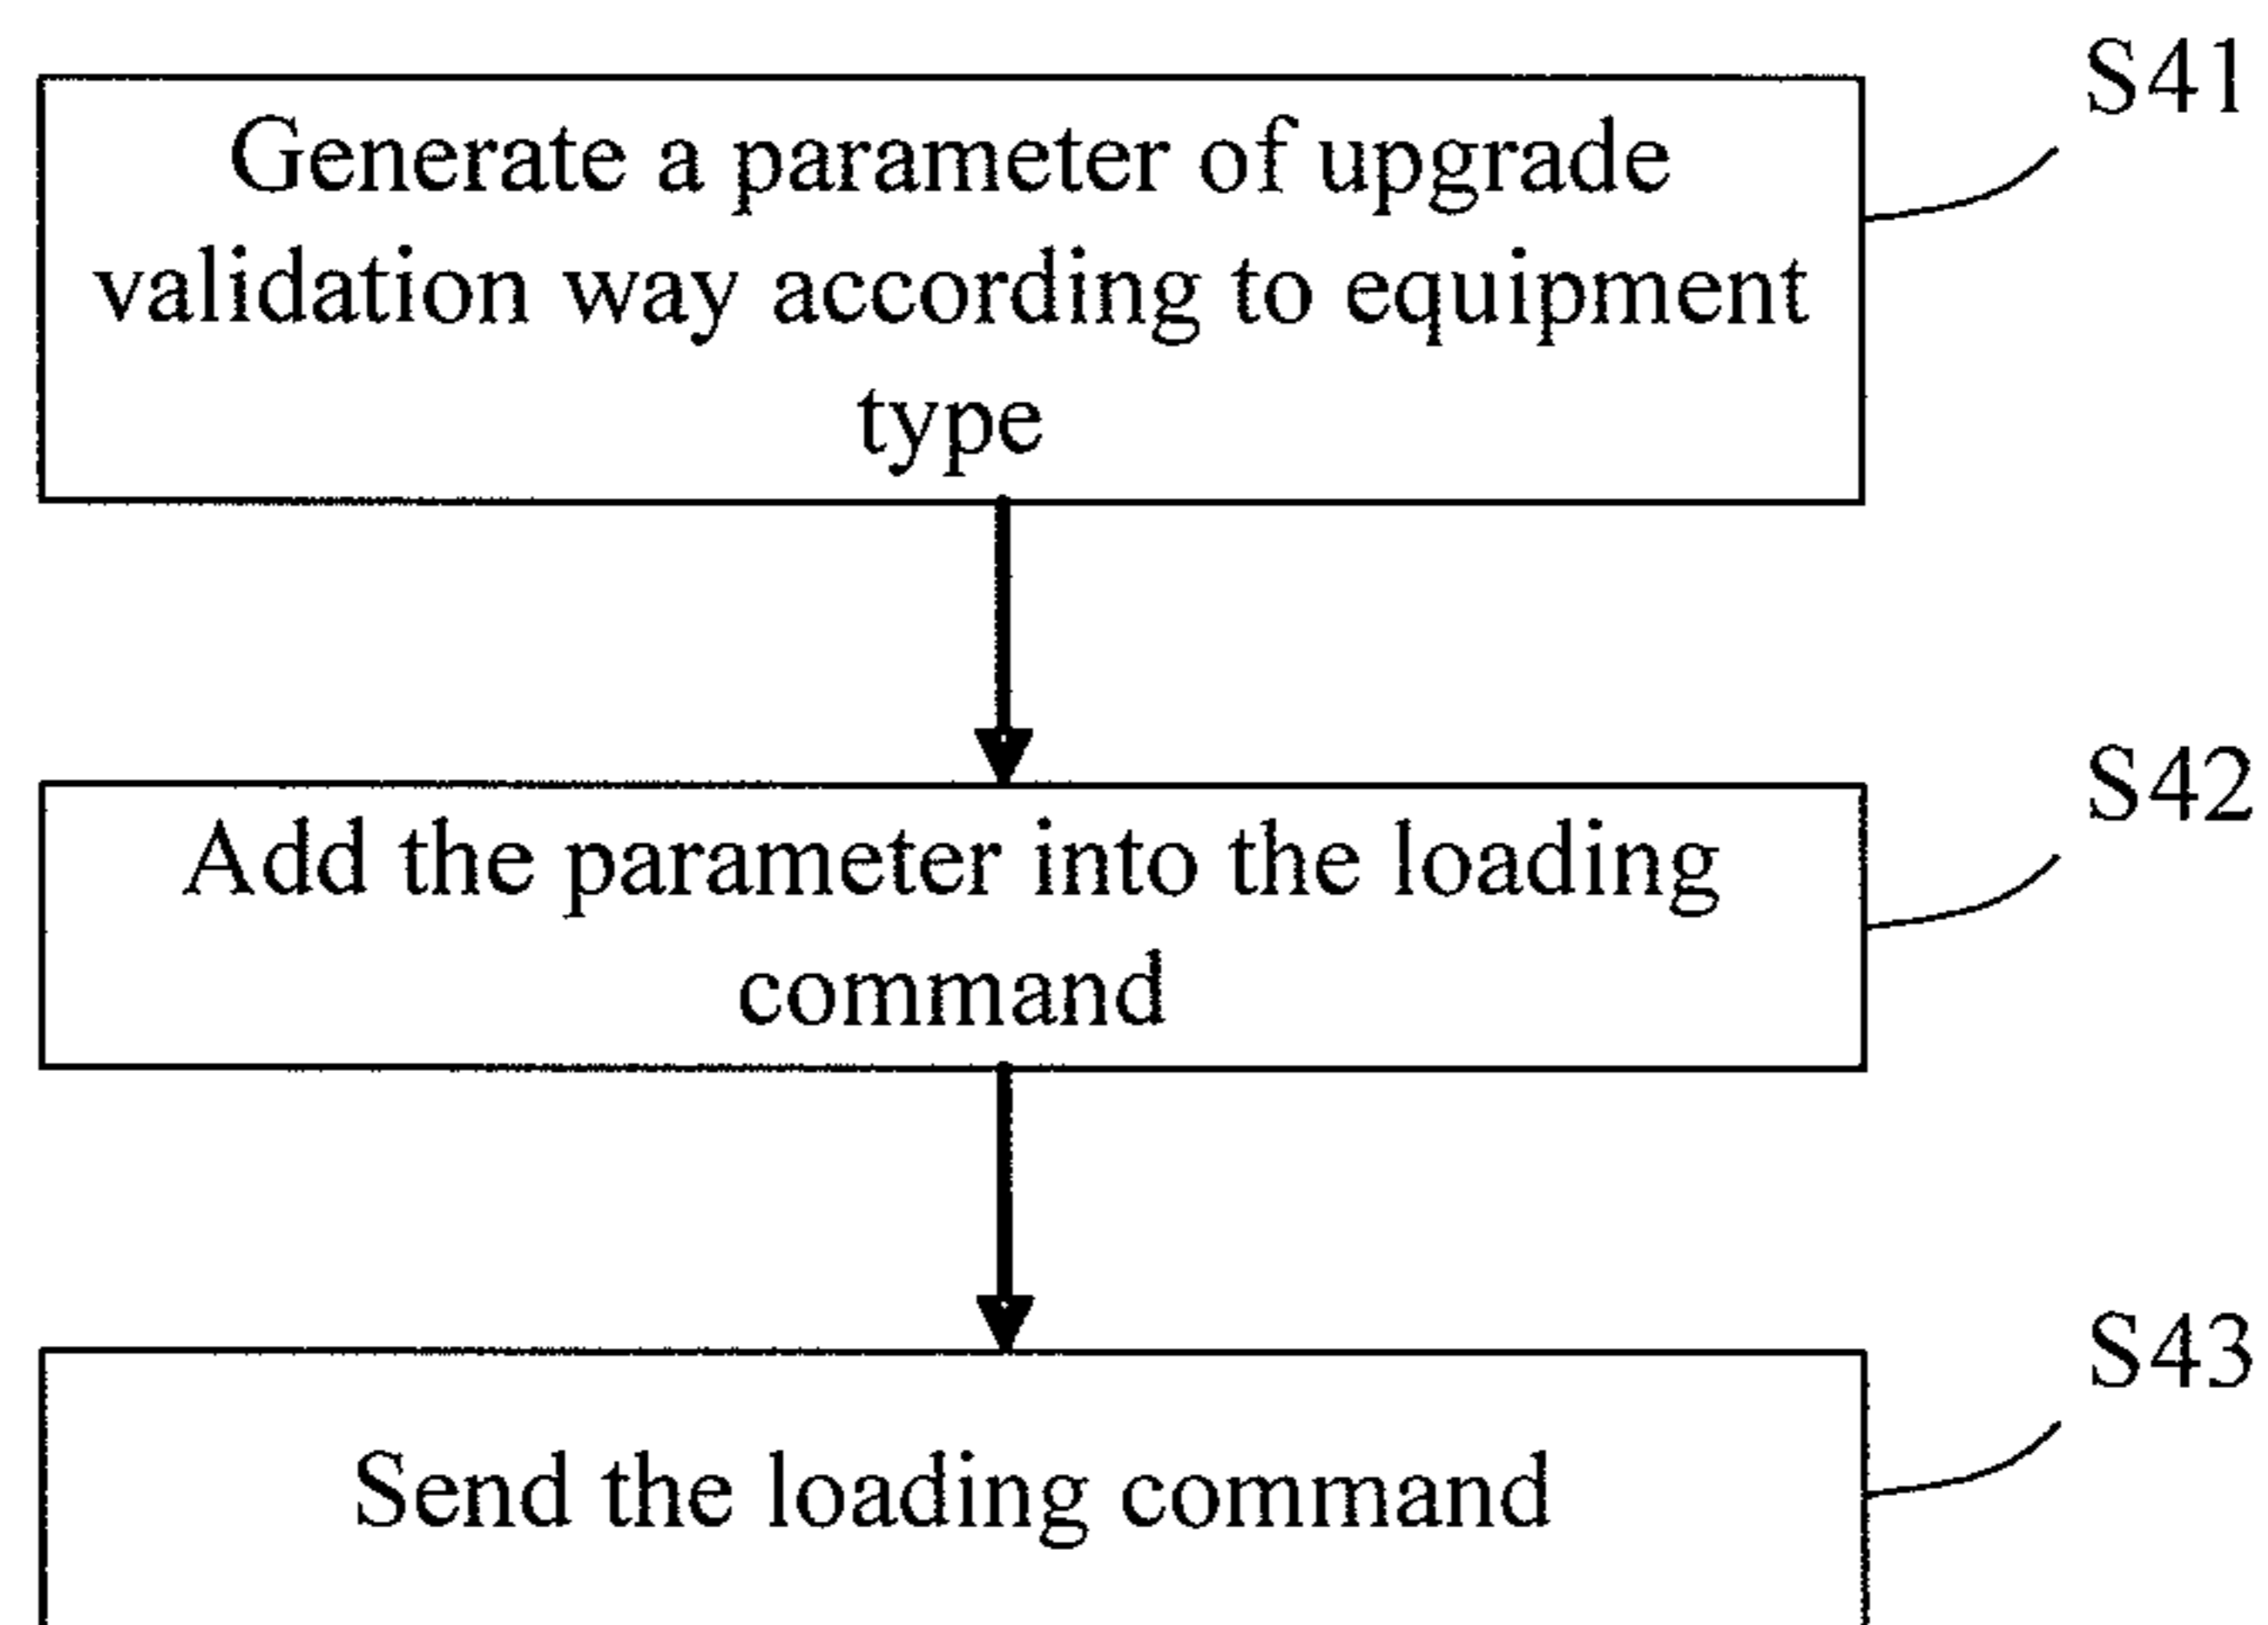 S41
Generate a parameter of upgrade
validation way according to equipment
type
S42
Add the parameter into the loading
command
S43
Send the loading command